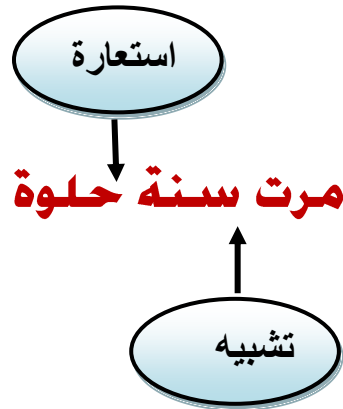 استعارة
مرت سنة حلوة
تشبيه